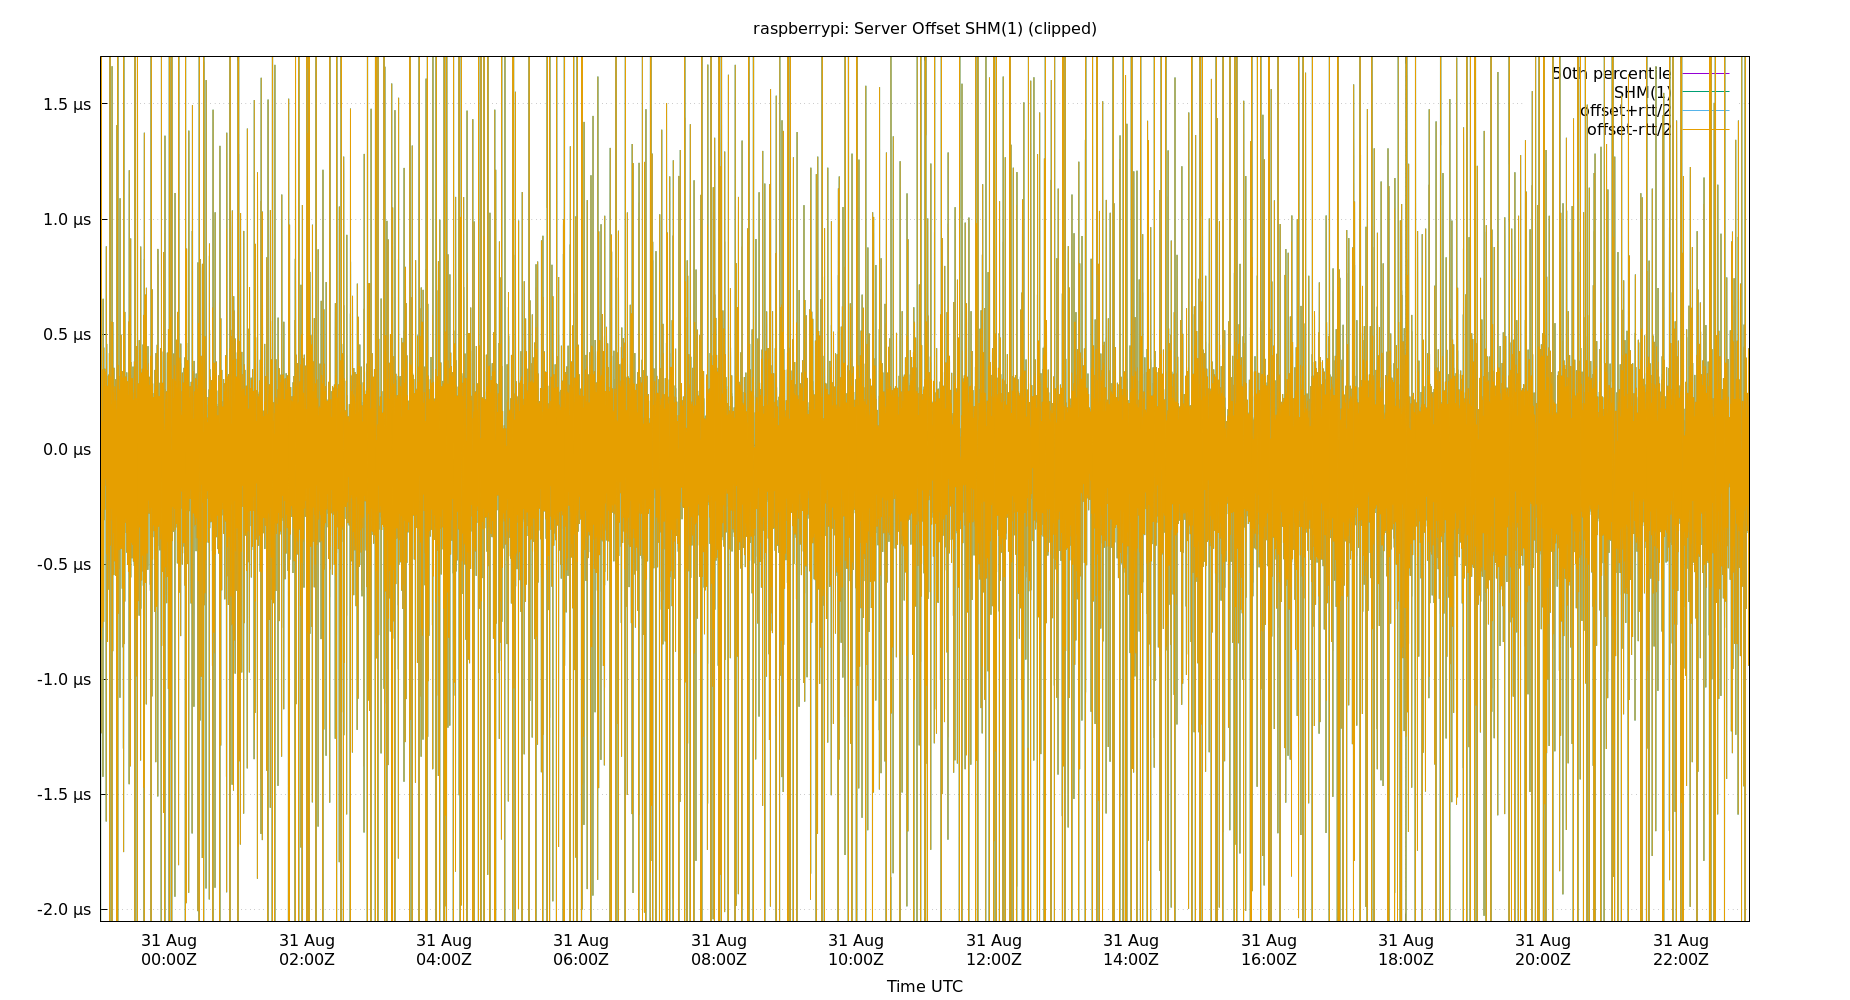 raspberrypi: Server Offset SHM(1) (clipped)
50th percentile
SHM(1)
offset+rtt/2
offset-rtt/2
1.5 µs
1.0 µs
0.5 µs
0.0 µs
-0.5 µs
-1.0 µs
-1.5 µs
-2.0 µs
31 Aug 31 Aug 31 Aug 31 Aug 31 Aug 31 Aug 31 Aug 31 Aug 31 Aug 31 Aug 31 Aug 31 Aug
00:00Z 02:00Z 04:00Z 06:00Z 08:00Z 10:00Z 12:00Z 14:00Z 16:00Z 18:00Z 20:00Z 22:00Z
Time UTC